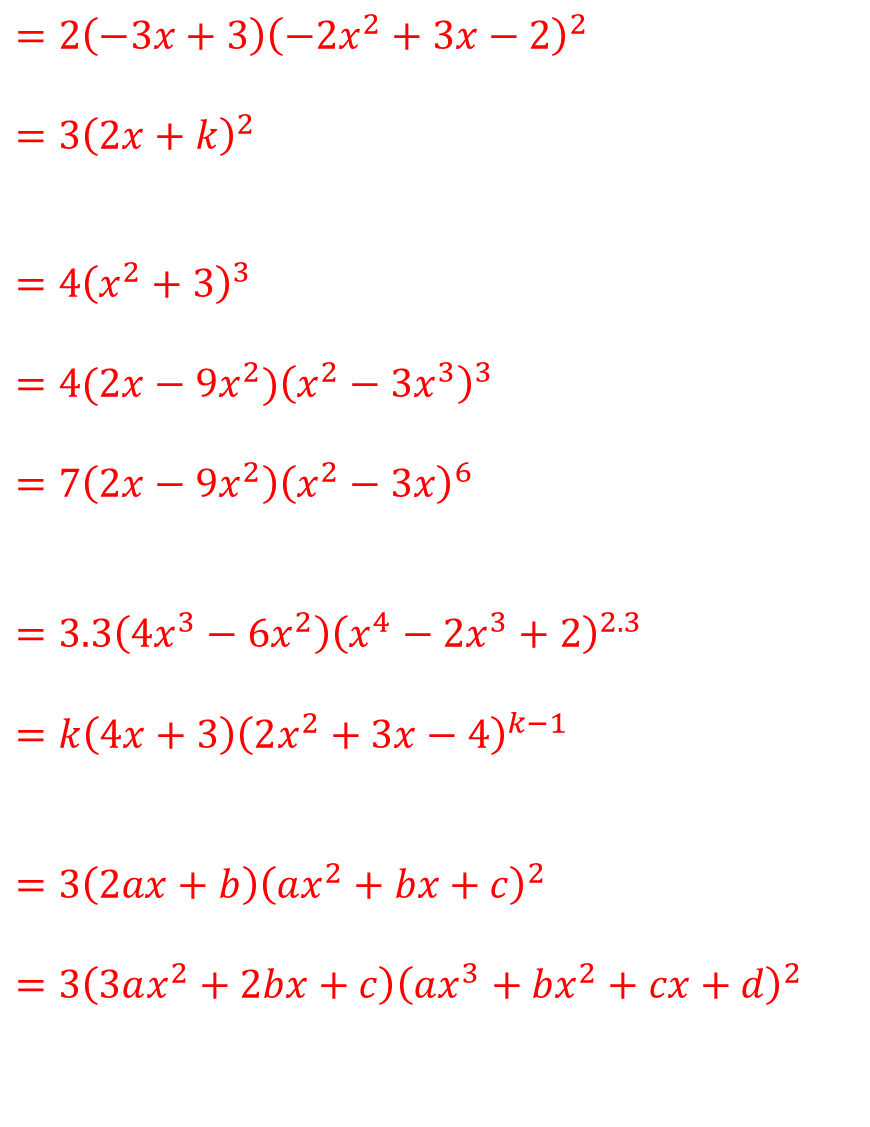 = 2(−3x + 3)(−2x² + 3x − 2)²
= 3(2x + k)²
= 4(x² + 3)³
= 4(2x − 9x²)(x² − 3x³)³
= 7(2x − 9x²)(x² − 3x)⁶
= 3.3(4x³ − 6x²)(x⁴ − 2x³ + 2)^{2.3}
= k(4x + 3)(2x² + 3x − 4)^{k−1}
= 3(2ax + b)(ax² + bx + c)²
= 3(3ax² + 2bx + c)(ax³ + bx² + cx + d)²